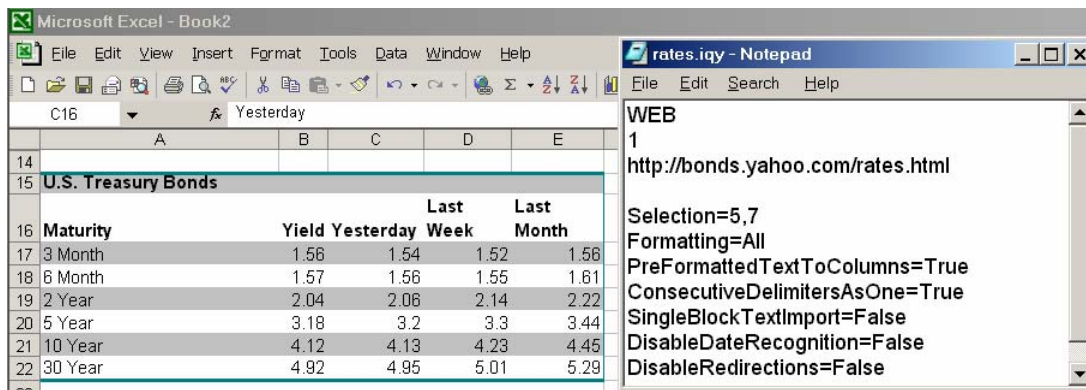 Microsoft Excel - Book2
File Edit View Insert Format Tools Data Window Help
C16 fx Yesterday
A B C D E
14
15 U.S. Treasury Bonds
16 Maturity Yield Yesterday Last Week Last Month
17 3 Month 1.56 1.54 1.52 1.56
18 6 Month 1.57 1.56 1.55 1.61
19 2 Year 2.04 2.06 2.14 2.22
20 5 Year 3.18 3.2 3.3 3.44
21 10 Year 4.12 4.13 4.23 4.45
22 30 Year 4.92 4.95 5.01 5.29
rates.iqy - Notepad
File Edit Search Help
WEB
1
http://bonds.yahoo.com/rates.html
Selection=5,7
Formatting=All
PreFormattedTextToColumns=True
ConsecutiveDelimitersAsOne=True
SingleBlockTextImport=False
DisableDateRecognition=False
DisableRedirections=False